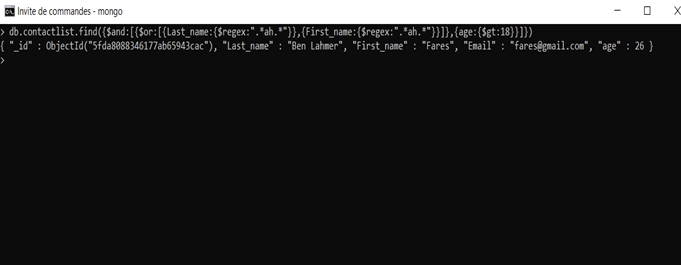 Invite de commandes - mongo
> db.contactlist.find({$and:[{$or:[{Last_name:{$regex:".*ah.*"}},{First_name:{$regex:".*ah.*"}}]},{age:{$gt:18}}]})
{ "_id" : ObjectId("5fda8088346177ab65943cac"), "Last_name" : "Ben Lahmer", "First_name" : "Fares", "Email" : "fares@gmail.com", "age" : 26 }
>